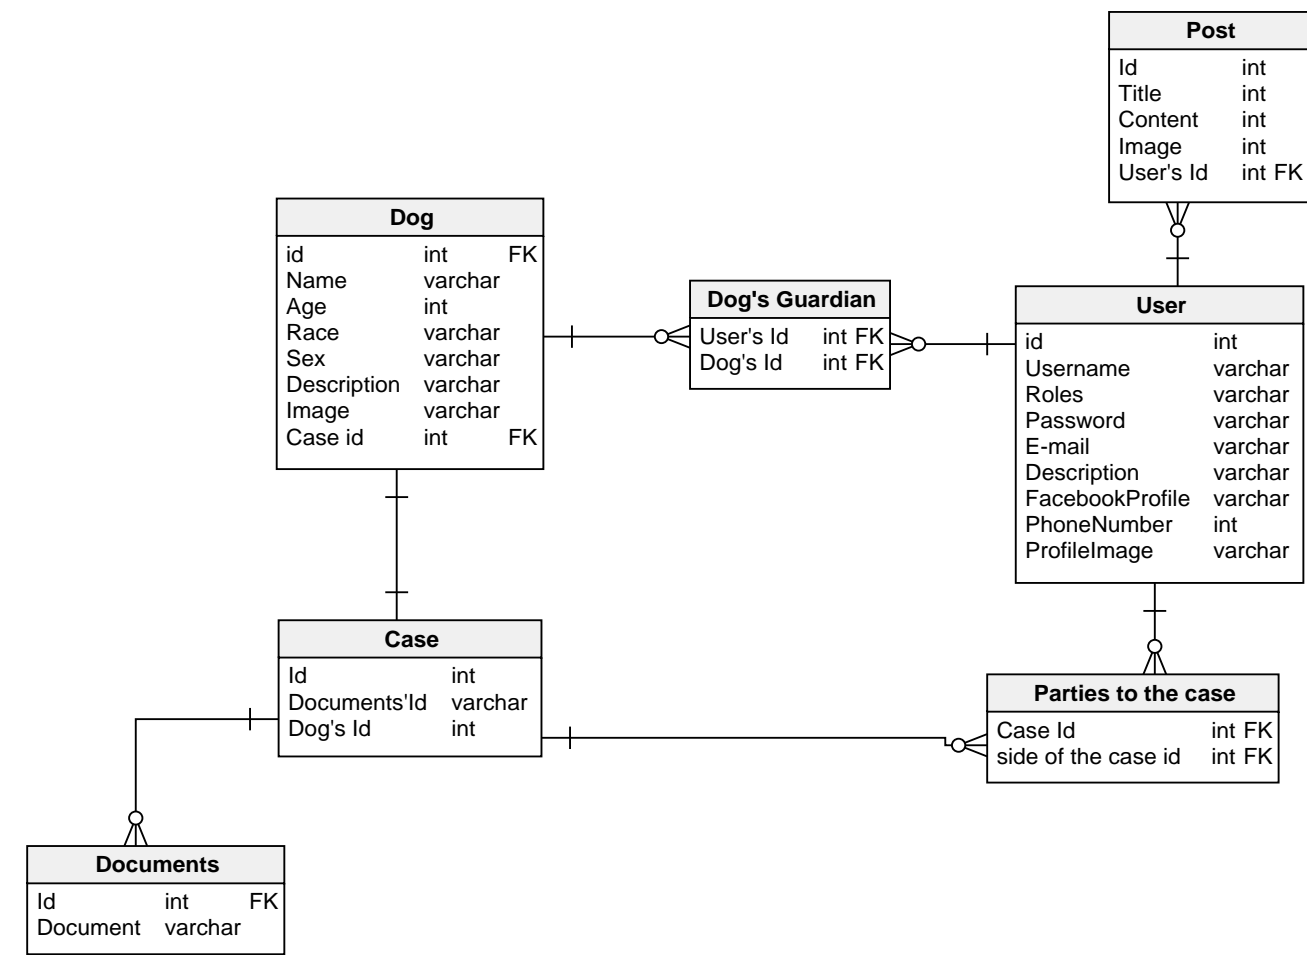 Post
Id int
Title int
Content int
Image int
User's Id int FK
Dog
id int FK
Name varchar
Age int
Race varchar
Sex varchar
Description varchar
Image varchar
Case id int FK
Dog's Guardian
User's Id int FK
Dog's Id int FK
User
id int
Username varchar
Roles varchar
Password varchar
E-mail varchar
Description varchar
FacebookProfile varchar
PhoneNumber int
ProfileImage varchar
Case
Id int
Documents'Id varchar
Dog's Id int
Parties to the case
Case Id int FK
side of the case id int FK
Documents
Id int FK
Document varchar